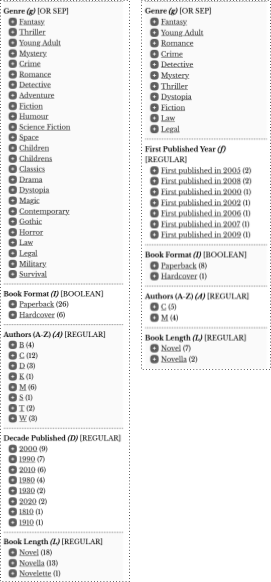 Genre (g) [OR SEP]
Fantasy
Thriller
Young Adult
Mystery
Crime
Romance
Detective
Adventure
Fiction
Humour
Science Fiction
Space
Children
Childrens
Classics
Drama
Dystopia
Magic
Contemporary
Gothic
Horror
Law
Legal
Military
Survival
Book Format (I) [BOOLEAN]
Paperback (26)
Hardcover (6)
Authors (A-Z) (A) [REGULAR]
B (4)
C (12)
D (3)
K (1)
M (6)
S (1)
T (2)
W (3)
Decade Published (D) [REGULAR]
2000 (9)
1990 (7)
2010 (6)
1980 (4)
1930 (2)
2020 (2)
1810 (1)
1910 (1)
Book Length (L) [REGULAR]
Novel (18)
Novella (13)
Novelette (1)
Genre (g) [OR SEP]
Fantasy
Young Adult
Romance
Crime
Detective
Mystery
Thriller
Dystopia
Fiction
Law
Legal
First Published Year (f)
[REGULAR]
First published in 2005 (2)
First published in 2008 (2)
First published in 2000 (1)
First published in 2002 (1)
First published in 2006 (1)
First published in 2007 (1)
First published in 2009 (1)
Book Format (I) [BOOLEAN]
Paperback (8)
Hardcover (1)
Authors (A-Z) (A) [REGULAR]
C (5)
M (4)
Book Length (L) [REGULAR]
Novel (7)
Novella (2)